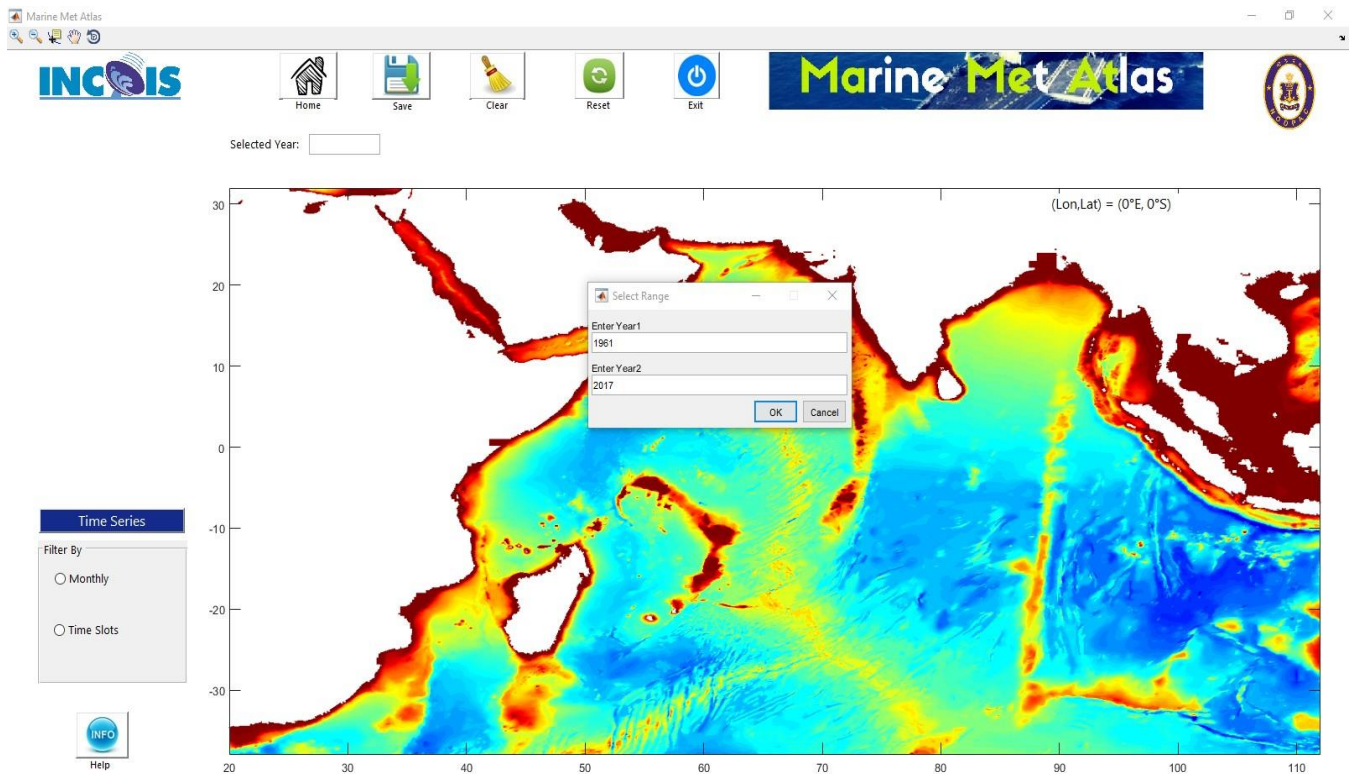 Marine Met Atlas
INCOIS
Home
Save
Clear
Reset
Exit
Marine Met Atlas
NODPAC
Selected Year:
(Lon,Lat) = (0°E, 0°S)
Select Range
Enter Year1
1961
Enter Year2
2017
OK Cancel
30
20
10
0
-10
-20
-30
Time Series
Filter By
Monthly
Time Slots
INFO
Help
20 30 40 50 60 70 80 90 100 110